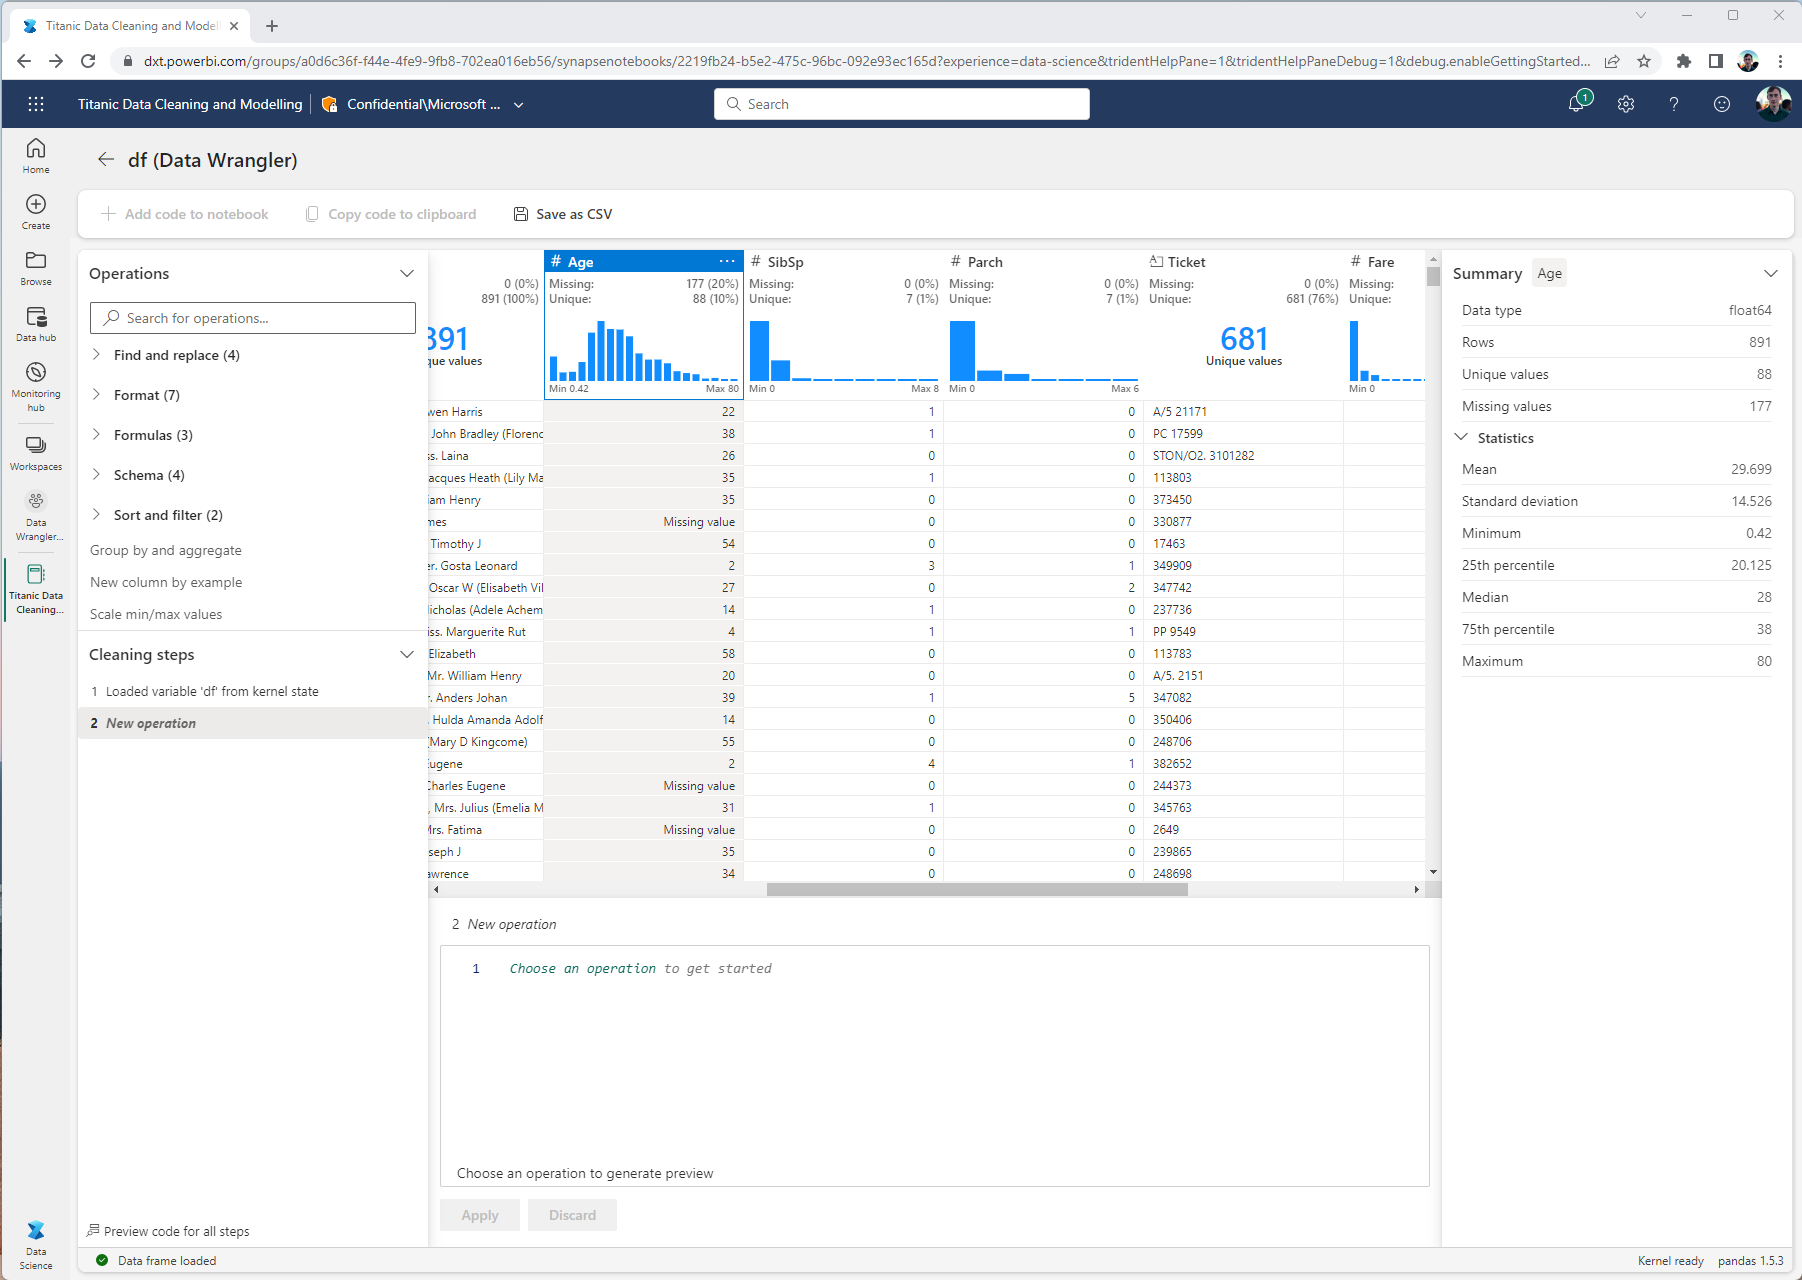 Titanic Data Cleaning and Modell
dxt.powerbi.com/groups/a0d6c36f-f44e-4fe9-9fb8-702ea016eb56/synapsenotebooks/2219fb24-b5e2-475c-96bc-092e93ec165d?experience=data-science&tridentHelpPane=1&tridentHelpPaneDebug=1&debug.enableGettingStarted...
Titanic Data Cleaning and Modelling
Confidential\Microsoft ...
Search
1
Home
Create
Browse
Data hub
Monitoring
hub
Workspaces
Data
Wrangler...
Titanic Data
Cleaning...
Data
Science
df (Data Wrangler)
Add code to notebook
Copy code to clipboard
Save as CSV
Operations
Search for operations...
Find and replace (4)
Format (7)
Formulas (3)
Schema (4)
Sort and filter (2)
Group by and aggregate
New column by example
Scale min/max values
Cleaning steps
1 Loaded variable 'df' from kernel state
2 New operation
Preview code for all steps
# Age ... # SibSp # Parch Ticket # Fare
0 (0%) Missing: 177 (20%) Missing: 0 (0%) Missing: 0 (0%) Missing: 0 (0%) Missing:
891 (100%) Unique: 88 (10%) Unique: 7 (1%) Unique: 7 (1%) Unique: 681 (76%) Unique:
891 681
que values Unique values
Min 0.42 Max 80 Min 0 Max 8 Min 0 Max 6 Min 0
wen Harris 22 1 0 A/5 21171
John Bradley (Florenc 38 1 0 PC 17599
ss. Laina 26 0 0 STON/O2. 3101282
acques Heath (Lily Ma 35 1 0 113803
iam Henry 35 0 0 373450
mes Missing value 0 0 330877
Timothy J 54 0 0 17463
er. Gosta Leonard 2 3 1 349909
Oscar W (Elisabeth Vil 27 0 2 347742
licholas (Adele Achem 14 1 0 237736
iss. Marguerite Rut 4 1 1 PP 9549
Elizabeth 58 0 0 113783
Mr. William Henry 20 0 0 A/5. 2151
r. Anders Johan 39 1 5 347082
. Hulda Amanda Adolf 14 0 0 350406
(Mary D Kingcome) 55 0 0 248706
Eugene 2 4 1 382652
Charles Eugene Missing value 0 0 244373
, Mrs. Julius (Emelia M 31 1 0 345763
Mrs. Fatima Missing value 0 0 2649
seph J 35 0 0 239865
awrence 34 0 0 248698
2 New operation
1 Choose an operation to get started
Choose an operation to generate preview
Apply
Discard
Summary Age
Data type float64
Rows 891
Unique values 88
Missing values 177
Statistics
Mean 29.699
Standard deviation 14.526
Minimum 0.42
25th percentile 20.125
Median 28
75th percentile 38
Maximum 80
Data frame loaded
Kernel ready
pandas 1.5.3